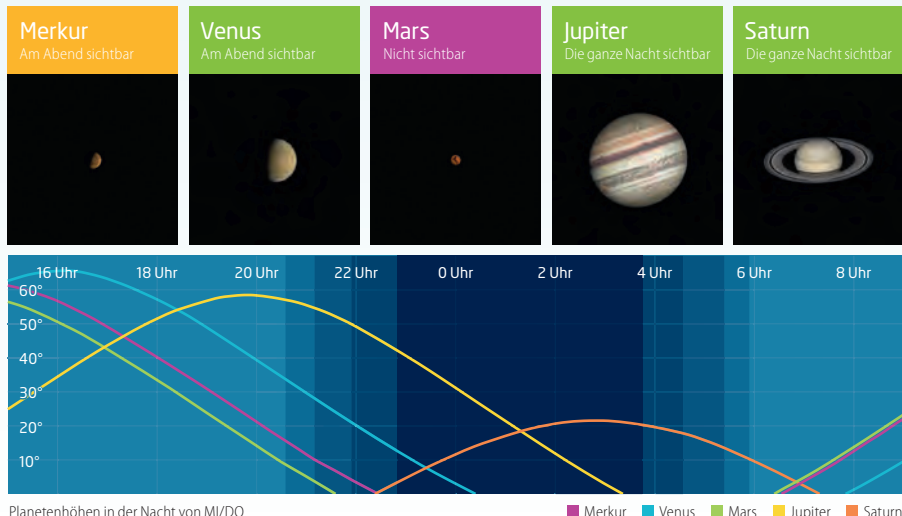 Merkur
Am Abend sichtbar
Venus
Am Abend sichtbar
Mars
Nicht sichtbar
Jupiter
Die ganze Nacht sichtbar
Saturn
Die ganze Nacht sichtbar
16 Uhr 18 Uhr 20 Uhr 22 Uhr 0 Uhr 2 Uhr 4 Uhr 6 Uhr 8 Uhr
60°
50°
40°
30°
20°
10°
Planetenhöhen in der Nacht von MI/DO
Merkur Venus Mars Jupiter Saturn